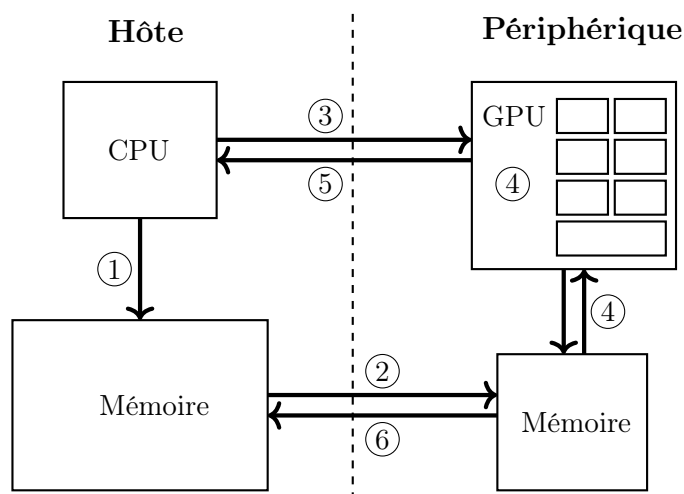 Hôte
Périphérique
CPU
③
GPU
⑤
④
①
④
②
Mémoire
Mémoire
⑥